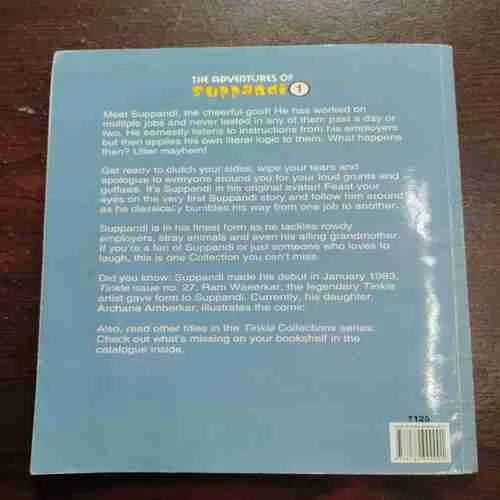 THE ADVENTURES OF
Suppandi 1
Meet Suppandi, the cheerful goof! He has worked on
multiple jobs and never lasted in any of them past a day or
two. He earnestly listens to instructions from his employers
but then applies his own literal logic to them. What happens
then? Utter mayhem!
Get ready to clutch your sides, wipe your tears and
apologise to everyone around you for your loud grunts and
guffaws. It's Suppandi in his original avatar! Feast your
eyes on the very first Suppandi story and follow him around
as he classically bumbles his way from one job to another.
Suppandi is in his finest form as he tackles rowdy
employers, stray animals and even his ailing grandmother.
If you're a fan of Suppandi or just someone who loves to
laugh, this is one Collection you can't miss.
Did you know: Suppandi made his debut in January 1983,
Tinkle issue no. 27. Ram Waeerkar, the legendary Tinkle
artist gave form to Suppandi. Currently, his daughter,
Archana Amberkar, illustrates the comic.
Also, read other titles in the Tinkle Collections series:
Check out what's missing on your bookshelf in the
catalogue inside.
₹125